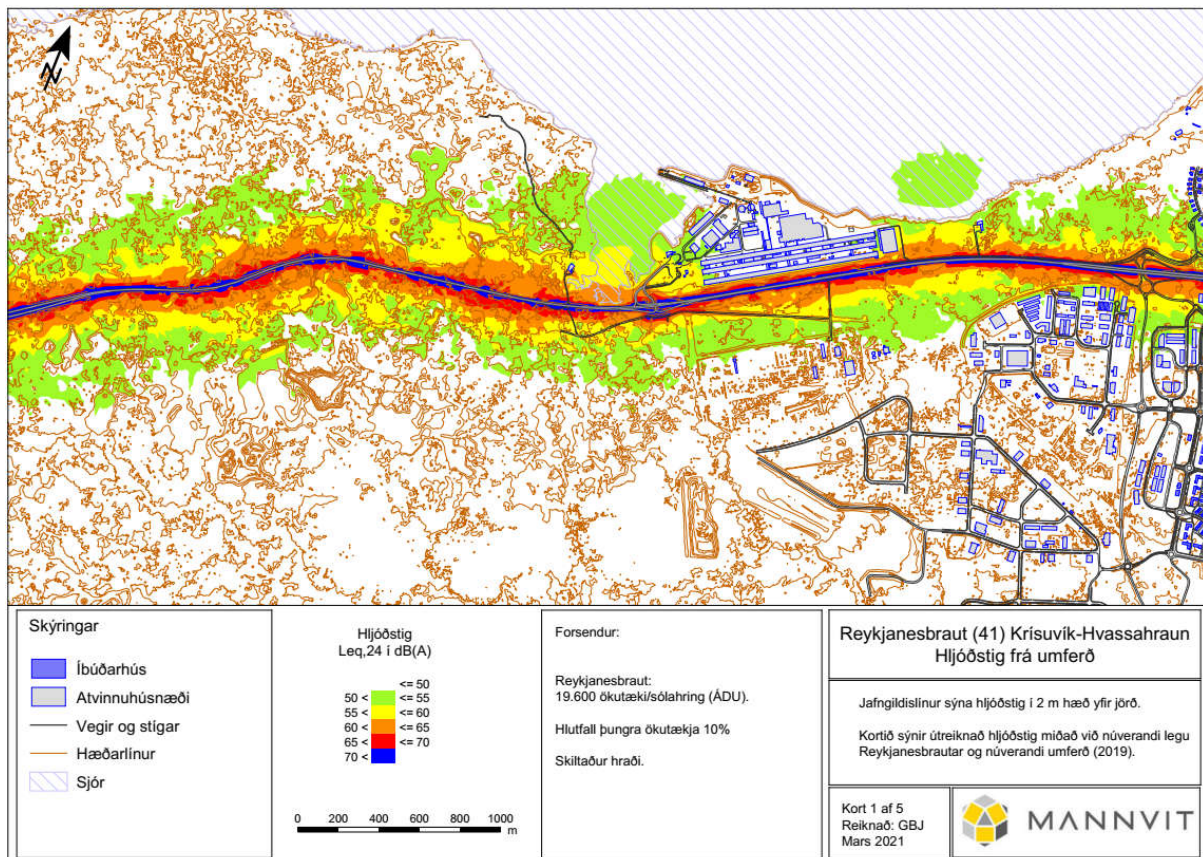 N
Skýringar
Íbúðarhús
Atvinnuhúsnæði
Vegir og stígar
Hæðarlínur
Sjór
Hljóðstig
Leq,24 í dB(A)
<= 50
50 < <= 55
55 < <= 60
60 < <= 65
65 < <= 70
70 <
0 200 400 600 800 1000
m
Forsendur:
Reykjanesbraut:
19.600 ökutæki/sólahring (ÁDU).
Hlutfall þungra ökutækja 10%
Skiltaður hraði.
Reykjanesbraut (41) Krísuvík-Hvassahraun
Hljóðstig frá umferð
Jafngildislínur sýna hljóðstig í 2 m hæð yfir jörð.
Kortið sýnir útreiknað hljóðstig miðað við núverandi legu
Reykjanesbrautar og núverandi umferð (2019).
Kort 1 af 5
Reiknað: GBJ
Mars 2021
MANNVIT